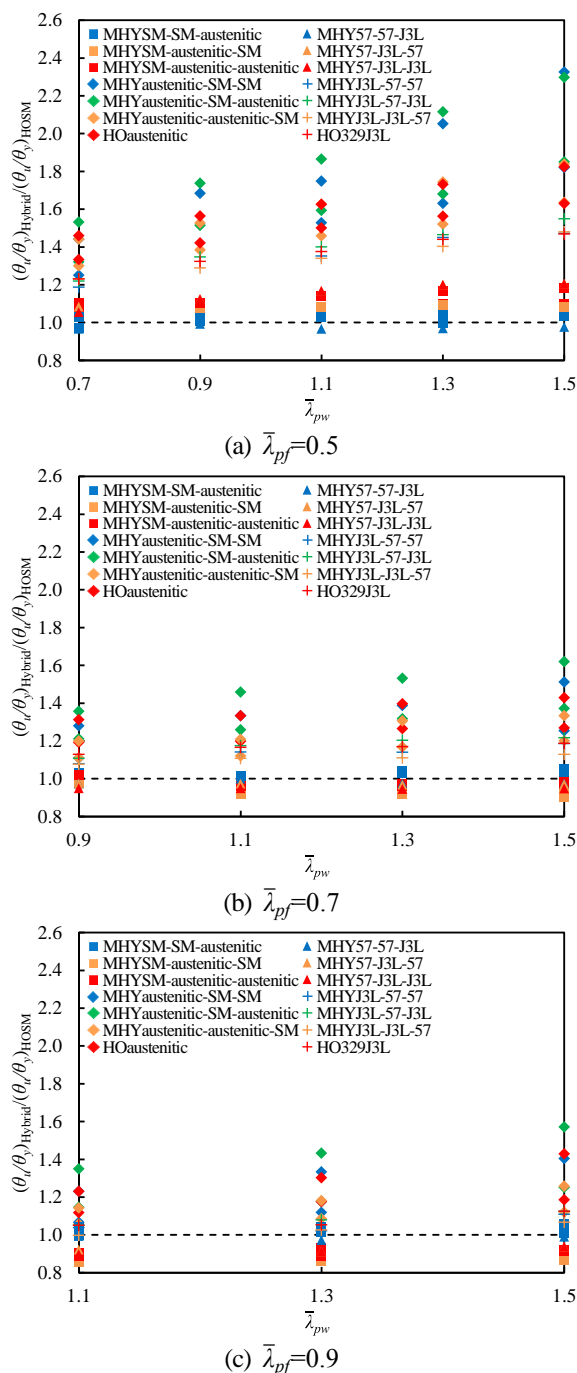 (θu/θy)Hybrid/(θu/θy)HOSM
2.6
2.4
2.2
2.0
1.8
1.6
1.4
1.2
1.0
0.8
MHYSM-SM-austenitic MHY57-57-J3L
MHYSM-austenitic-SM MHY57-J3L-57
MHYSM-austenitic-austenitic MHY57-J3L-J3L
MHYaustenitic-SM-SM MHYJ3L-57-57
MHYaustenitic-SM-austenitic MHYJ3L-57-J3L
MHYaustenitic-austenitic-SM MHYJ3L-J3L-57
HOaustenitic HO329J3L
0.7 0.9 1.1 1.3 1.5
λ̅pw
(a) λ̅pf=0.5
(θu/θy)Hybrid/(θu/θy)HOSM
2.6
2.4
2.2
2.0
1.8
1.6
1.4
1.2
1.0
0.8
MHYSM-SM-austenitic MHY57-57-J3L
MHYSM-austenitic-SM MHY57-J3L-57
MHYSM-austenitic-austenitic MHY57-J3L-J3L
MHYaustenitic-SM-SM MHYJ3L-57-57
MHYaustenitic-SM-austenitic MHYJ3L-57-J3L
MHYaustenitic-austenitic-SM MHYJ3L-J3L-57
HOaustenitic HO329J3L
0.9 1.1 1.3 1.5
λ̅pw
(b) λ̅pf=0.7
(θu/θy)Hybrid/(θu/θy)HOSM
2.6
2.4
2.2
2.0
1.8
1.6
1.4
1.2
1.0
0.8
MHYSM-SM-austenitic MHY57-57-J3L
MHYSM-austenitic-SM MHY57-J3L-57
MHYSM-austenitic-austenitic MHY57-J3L-J3L
MHYaustenitic-SM-SM MHYJ3L-57-57
MHYaustenitic-SM-austenitic MHYJ3L-57-J3L
MHYaustenitic-austenitic-SM MHYJ3L-J3L-57
HOaustenitic HO329J3L
1.1 1.3 1.5
λ̅pw
(c) λ̅pf=0.9